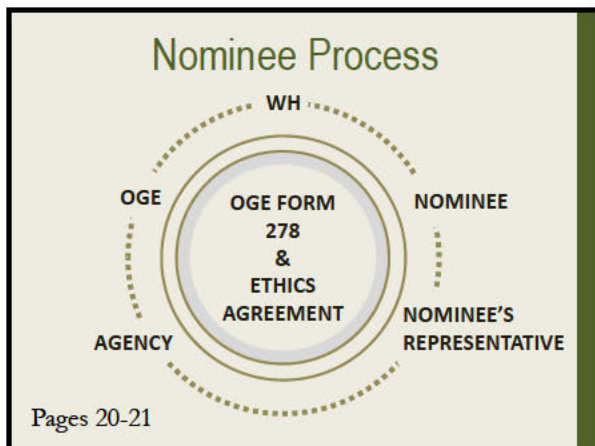 Nominee Process
WH
OGE
NOMINEE
OGE FORM
278
&
ETHICS
AGREEMENT
AGENCY
NOMINEE'S
REPRESENTATIVE
Pages 20-21